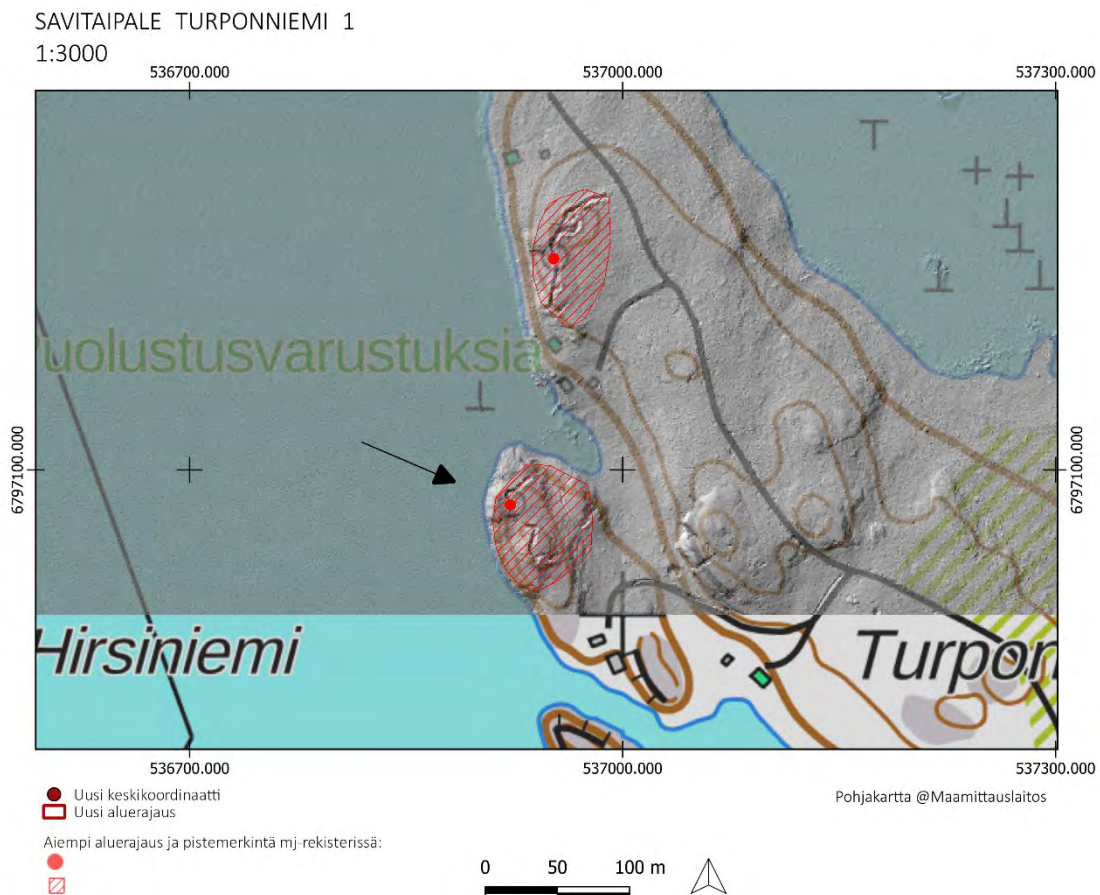 SAVITAIPALE TURPONNIEMI 1
1:3000
536700.000 537000.000 537300.000
uolustusvarustuksia
6797100.000 6797100.000
Hirsiniemi Turpon
536700.000 537000.000 537300.000
Uusi keskikoordinaatti
Uusi aluerajaus
Pohjakartta @Maamittauslaitos
Aiempi aluerajaus ja pistemerkintä mj-rekisterissä:
0 50 100 m